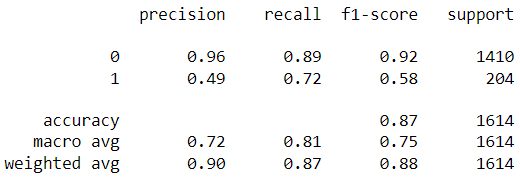 precision recall f1-score support
0 0.96 0.89 0.92 1410
1 0.49 0.72 0.58 204
accuracy 0.87 1614
macro avg 0.72 0.81 0.75 1614
weighted avg 0.90 0.87 0.88 1614